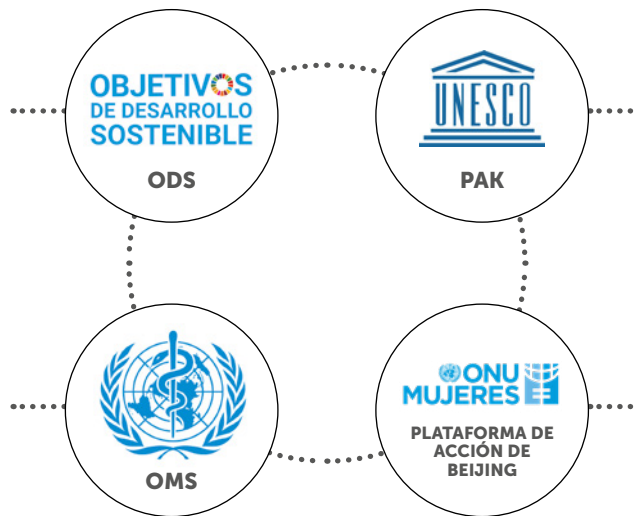 OBJETIVOS
DE DESARROLLO
SOSTENIBLE
ODS
UNESCO
PAK
OMS
ONU
MUJERES
PLATAFORMA DE
ACCIÓN DE
BEIJING